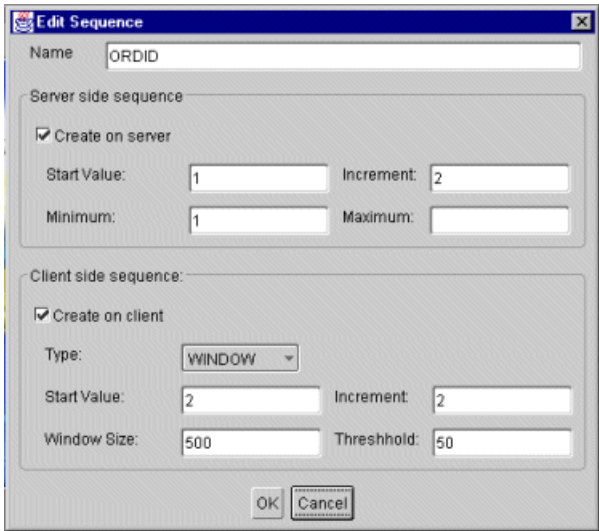 Edit Sequence
Name ORDID
Server side sequence
Create on server
Start Value: 1 Increment: 2
Minimum: 1 Maximum:
Client side sequence:
Create on client
Type: WINDOW
Start Value: 2 Increment: 2
Window Size: 500 Threshhold: 50
OK Cancel